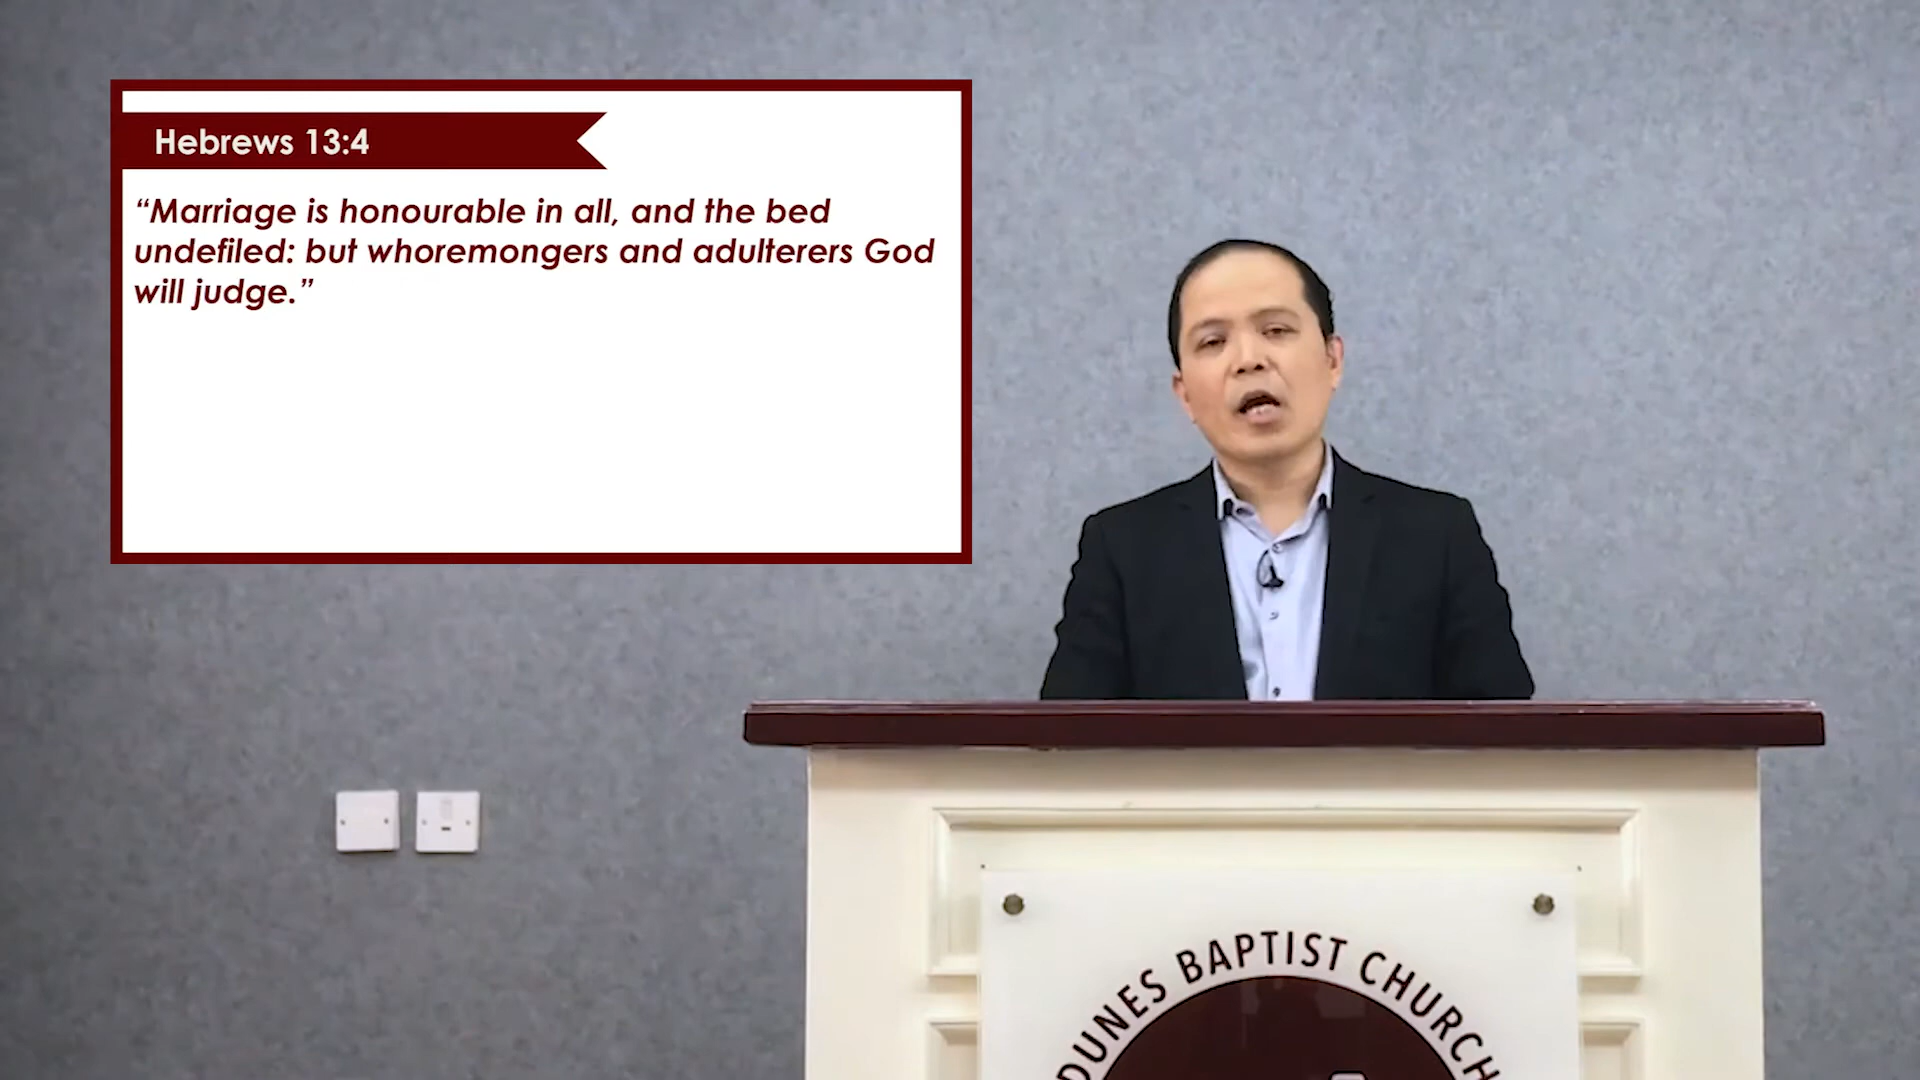 Hebrews 13:4
“Marriage is honourable in all, and the bed
undefiled: but whoremongers and adulterers God
will judge.”
DUNES BAPTIST CHURCH